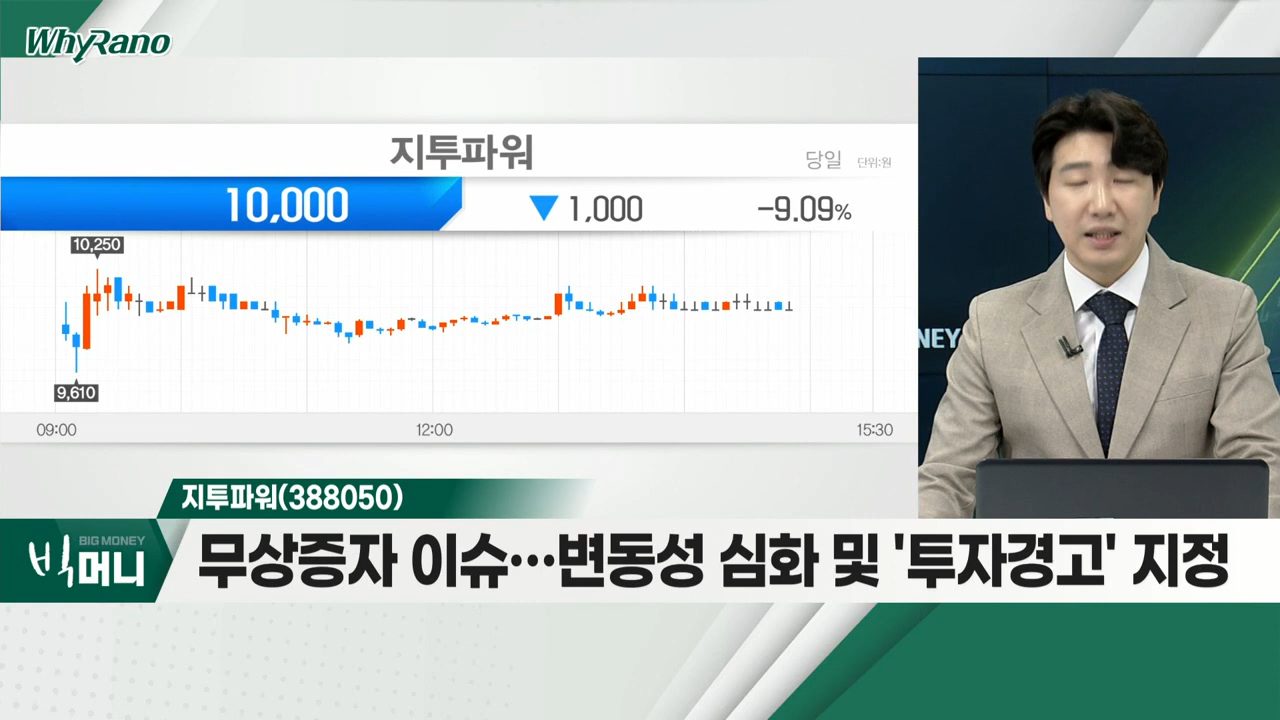 WhyRano
지투파워
당일 단위:원
10,000 ▼ 1,000 -9.09%
10,250
9,610
09:00 12:00 15:30
NEY
지투파워(388050)
BIG MONEY
빅머니
무상증자 이슈…변동성 심화 및 '투자경고' 지정